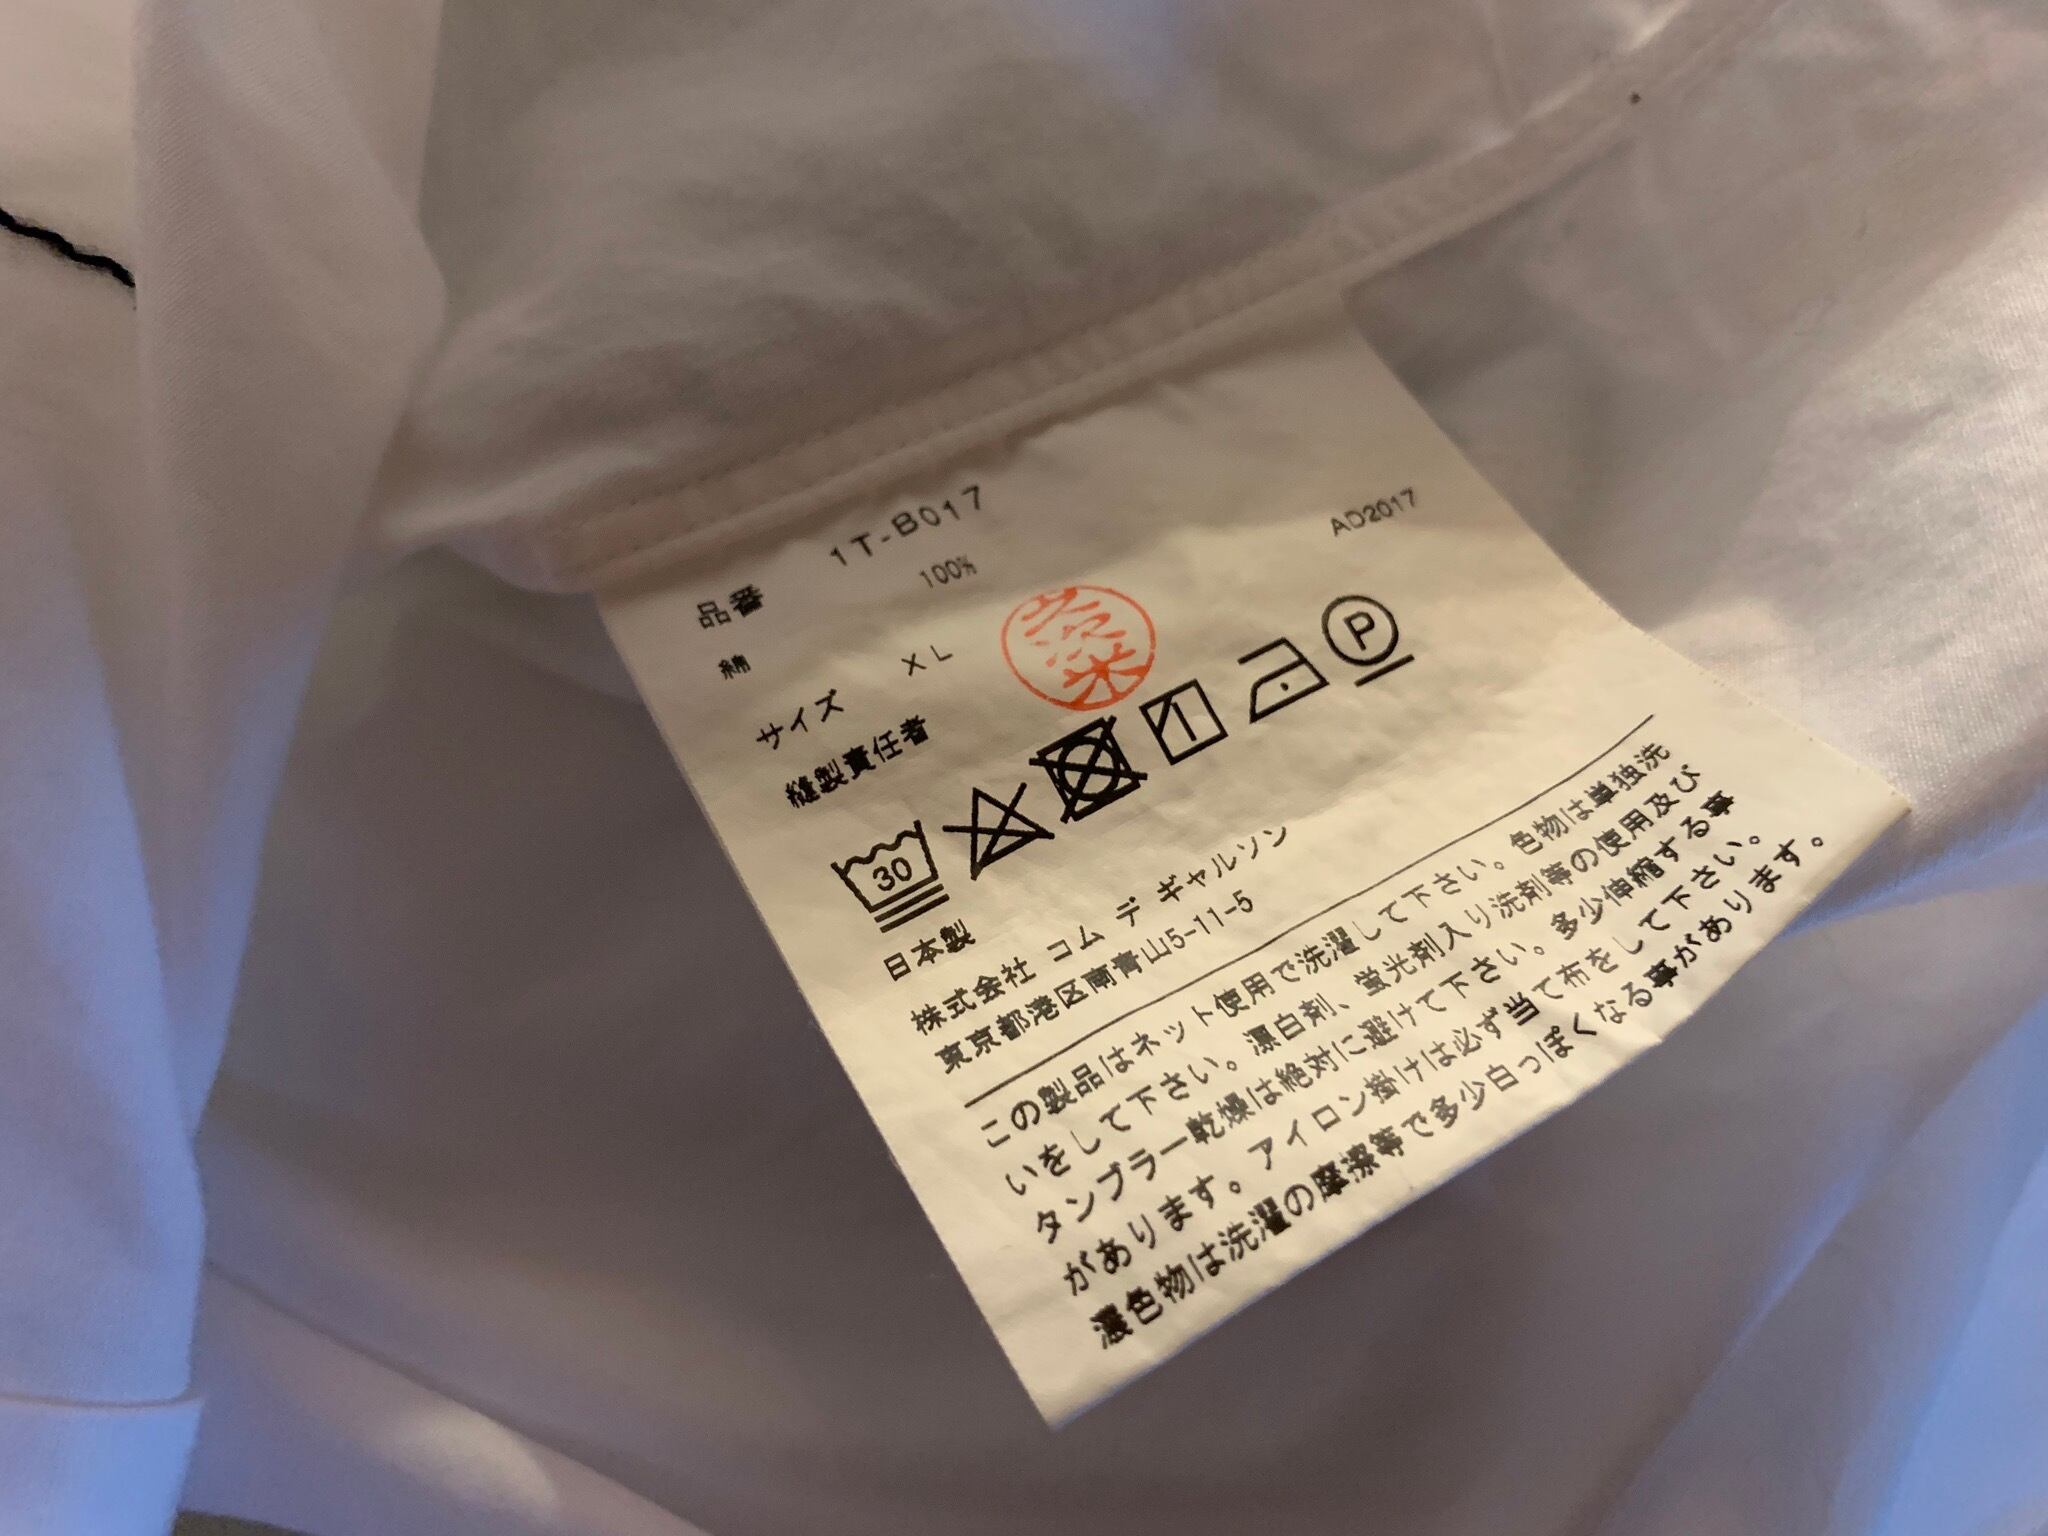 品番 1T-B017
AD2017
綿 100%
サイズ XL
縫製責任者
30
P
日本製
株式会社 コム デ ギャルソン
東京都港区南青山5-11-5
この製品はネット使用で洗濯して下さい。色物は単独洗
いをして下さい。漂白剤、蛍光剤入り洗剤等の使用及び
タンブラー乾燥は絶対に避けて下さい。多少伸縮する事
があります。アイロン掛けは必ず当て布をして下さい。
濃色物は洗濯の摩擦等で多少白っぽくなる事があります。